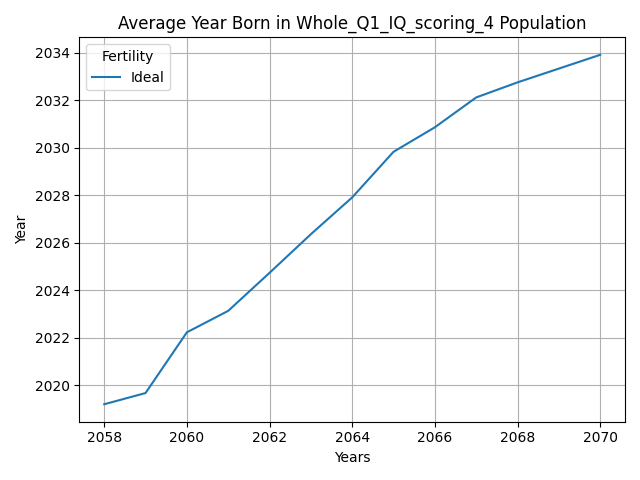 Average Year Born in Whole_Q1_IQ_scoring_4 Population
Fertility
Ideal
Year
2034
2032
2030
2028
2026
2024
2022
2020
2058 2060 2062 2064 2066 2068 2070
Years